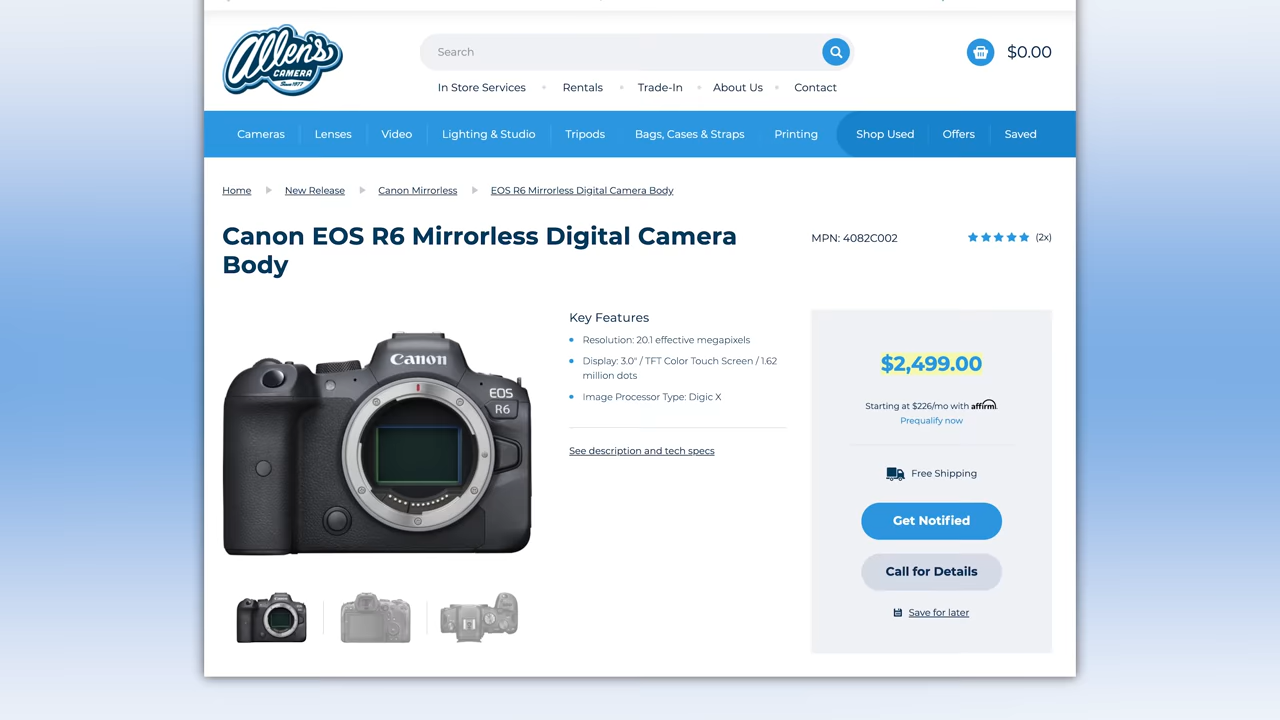 Allen's
CAMERA
Since 1977
Search
$0.00
In Store Services
Rentals
Trade-In
About Us
Contact
Cameras
Lenses
Video
Lighting & Studio
Tripods
Bags, Cases & Straps
Printing
Shop Used
Offers
Saved
Home
New Release
Canon Mirrorless
EOS R6 Mirrorless Digital Camera Body
Canon EOS R6 Mirrorless Digital Camera
Body
MPN: 4082C002
(2x)
Canon
EOS
R6
Key Features
Resolution: 20.1 effective megapixels
Display: 3.0" / TFT Color Touch Screen / 1.62
million dots
Image Processor Type: Digic X
See description and tech specs
$2,499.00
Starting at $226/mo with affirm.
Prequalify now
Free Shipping
Get Notified
Call for Details
Save for later